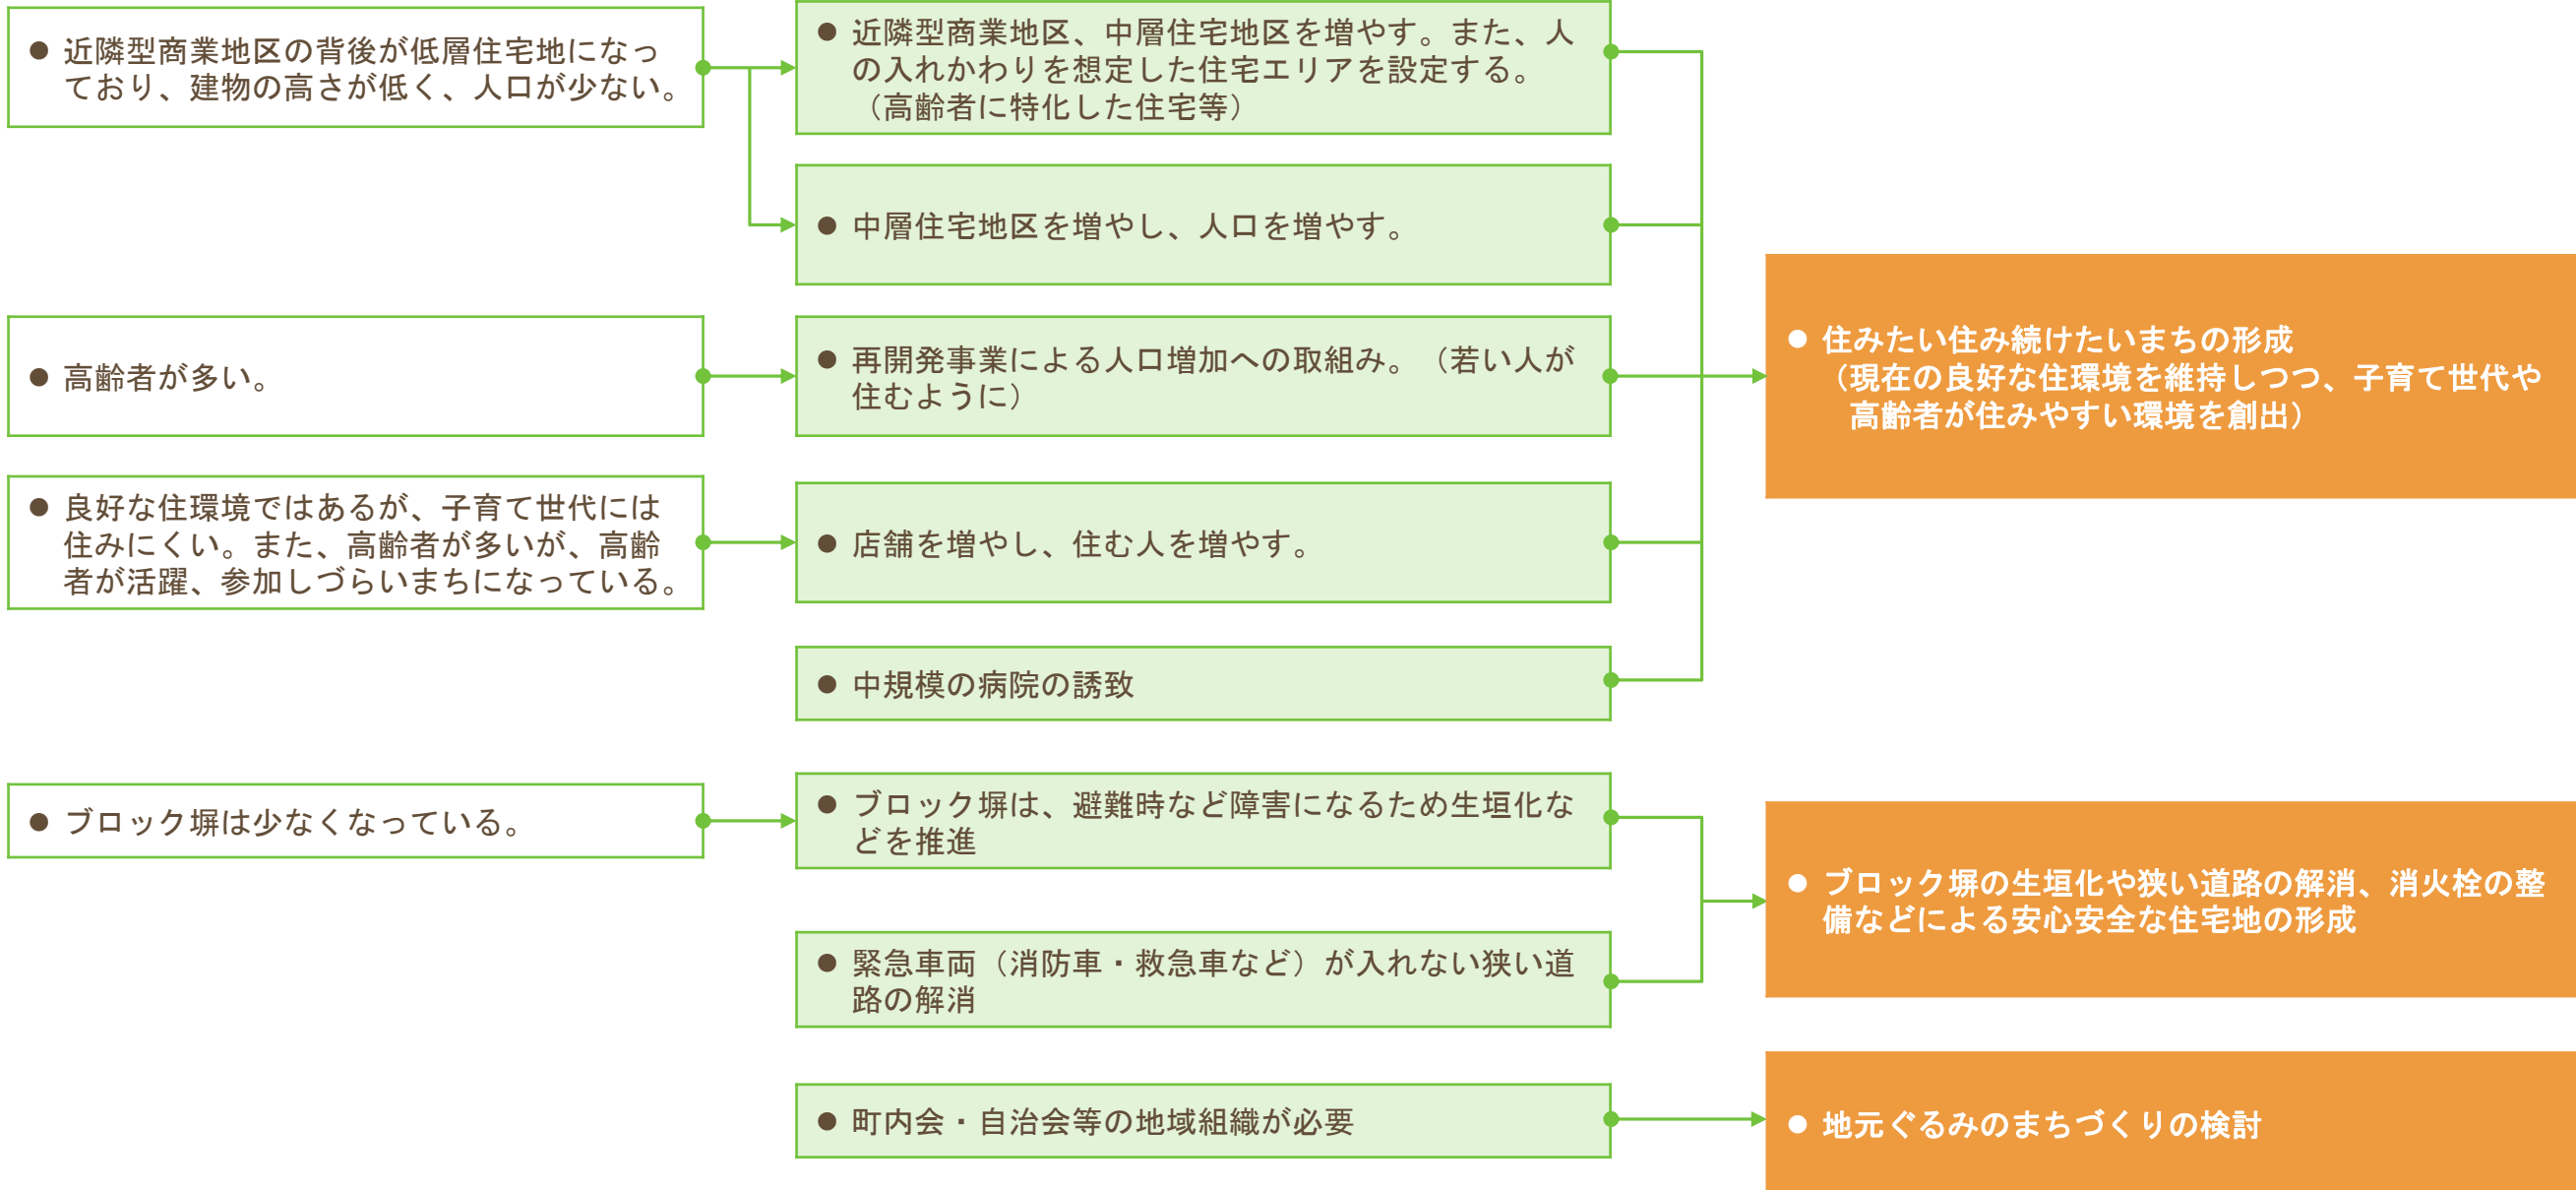 ● 近隣型商業地区の背後が低層住宅地になっ
ており、建物の高さが低く、人口が少ない。
● 近隣型商業地区、中層住宅地区を増やす。また、人
の入れかわりを想定した住宅エリアを設定する。
（高齢者に特化した住宅等）
● 中層住宅地区を増やし、人口を増やす。
● 高齢者が多い。
● 再開発事業による人口増加への取組み。（若い人が
住むように）
● 良好な住環境ではあるが、子育て世代には
住みにくい。また、高齢者が多いが、高齢
者が活躍、参加しづらいまちになっている。
● 店舗を増やし、住む人を増やす。
● 中規模の病院の誘致
● 住みたい住み続けたいまちの形成
（現在の良好な住環境を維持しつつ、子育て世代や
高齢者が住みやすい環境を創出）
● ブロック塀は少なくなっている。
● ブロック塀は、避難時など障害になるため生垣化な
どを推進
● 緊急車両（消防車・救急車など）が入れない狭い道
路の解消
● ブロック塀の生垣化や狭い道路の解消、消火栓の整
備などによる安心安全な住宅地の形成
● 町内会・自治会等の地域組織が必要
● 地元ぐるみのまちづくりの検討